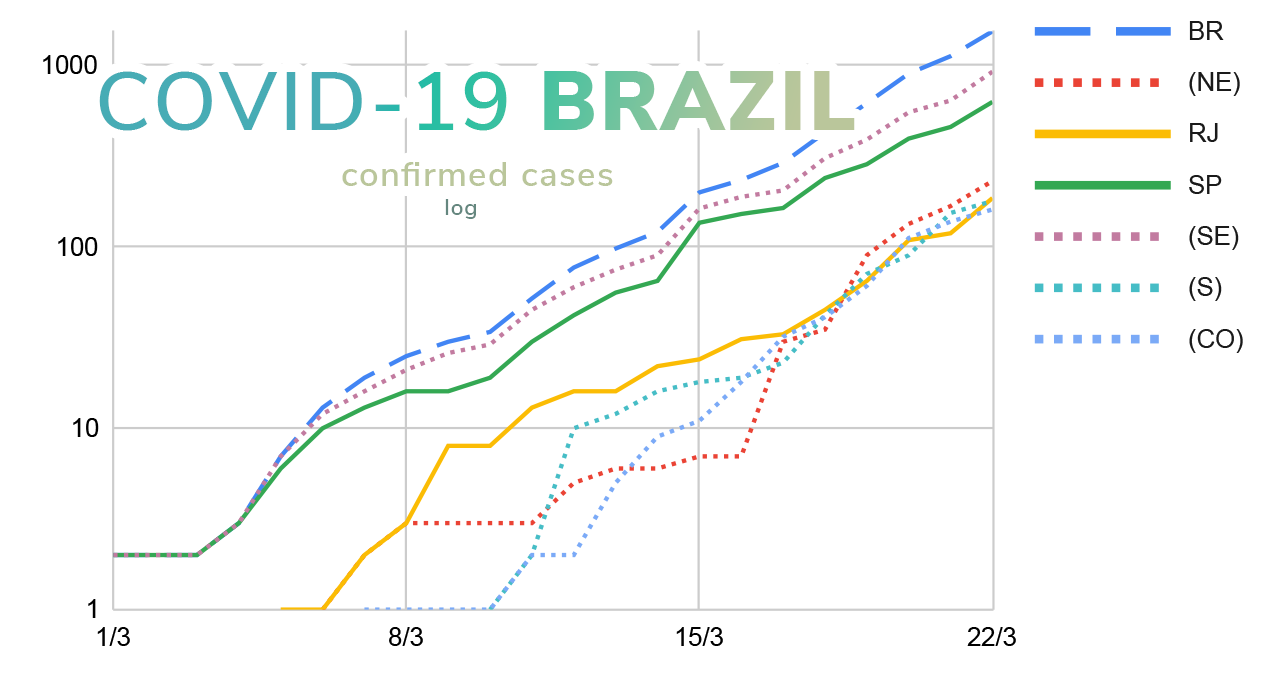 COVID-19 BRAZIL
confirmed cases
log
1000
100
10
1
1/3 8/3 15/3 22/3
BR
(NE)
RJ
SP
(SE)
(S)
(CO)